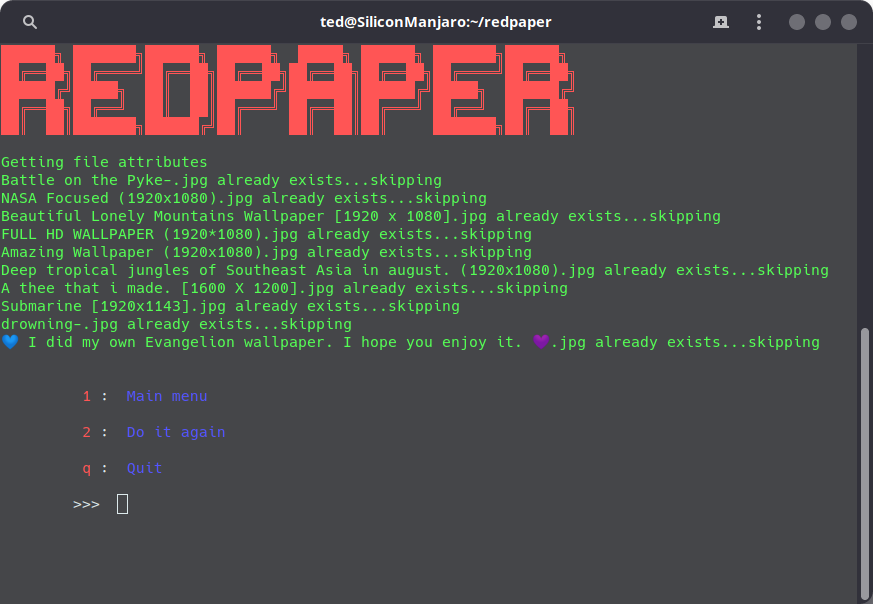 ted@SiliconManjaro:~/redpaper
REDPAPER
Getting file attributes
Battle on the Pyke-.jpg already exists...skipping
NASA Focused (1920x1080).jpg already exists...skipping
Beautiful Lonely Mountains Wallpaper [1920 x 1080].jpg already exists...skipping
FULL HD WALLPAPER (1920*1080).jpg already exists...skipping
Amazing Wallpaper (1920x1080).jpg already exists...skipping
Deep tropical jungles of Southeast Asia in august. (1920x1080).jpg already exists...skipping
A thee that i made. [1600 X 1200].jpg already exists...skipping
Submarine [1920x1143].jpg already exists...skipping
drowning-.jpg already exists...skipping
💙 I did my own Evangelion wallpaper. I hope you enjoy it. 💜.jpg already exists...skipping
1 : Main menu
2 : Do it again
q : Quit
>>>